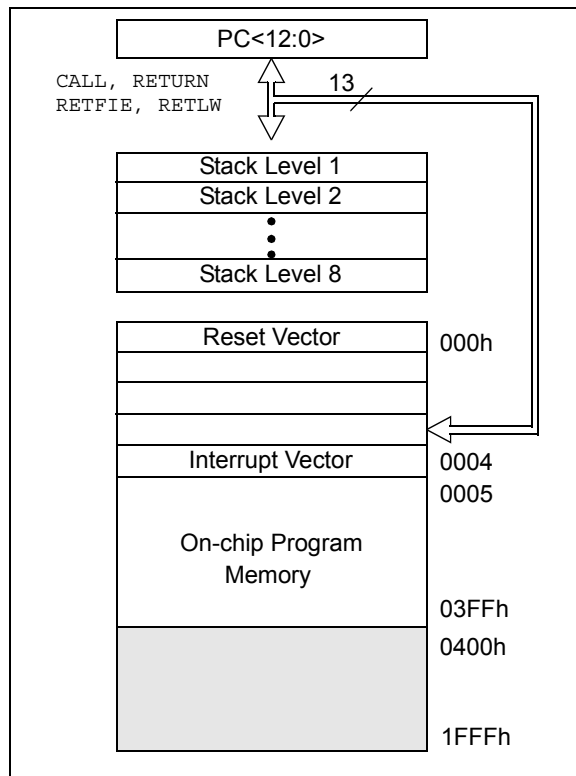 PC<12:0>
CALL, RETURN
RETFIE, RETLW
13
Stack Level 1
Stack Level 2
Stack Level 8
Reset Vector
000h
Interrupt Vector
0004
0005
On-chip Program
Memory
03FFh
0400h
1FFFh